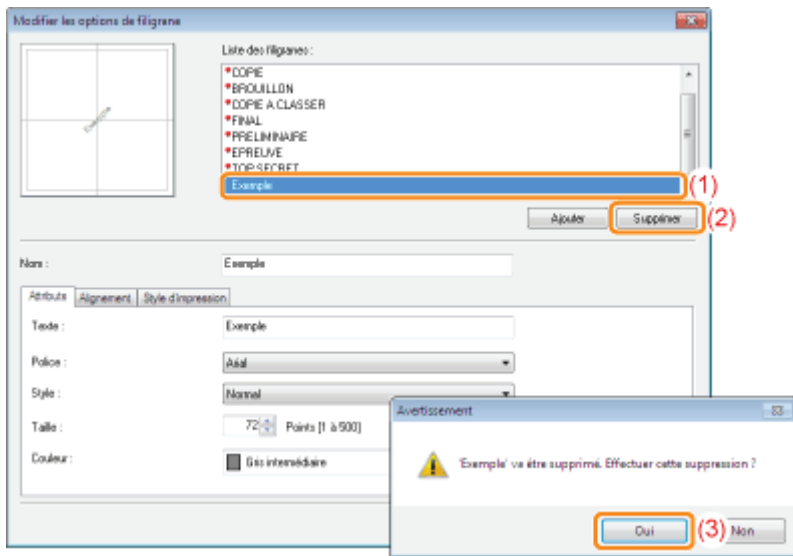 Modifier les options de filigrane
Liste des filigranes :
*COPIE
*BROUILLON
*COPIE A CLASSER
*FINAL
*PRELIMINAIRE
*EPREUVE
*TOP SECRET
Exemple
(1)
Ajouter
Supprimer
(2)
Nom :
Exemple
Attributs
Alignement
Style d'impression
Texte :
Exemple
Police :
Arial
Style :
Normal
Taille :
72
Points [1 à 500]
Couleur :
Gris intermédiaire
Avertissement
'Exemple' va être supprimé. Effectuer cette suppression ?
Oui
(3)
Non